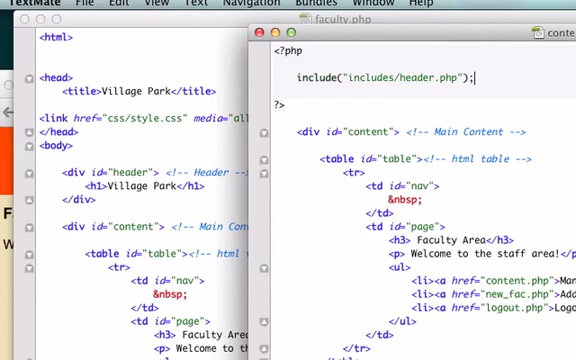 TextMate File Edit View Text Navigation Bundles Window Help
faculty.php
<html>
<head>
<title>Village Park</title>
<link href="css/style.css" media="all
</head>
<body>
<div id="header"> <!-- Header -->
<h1>Village Park</h1>
</div>
<div id="content"> <!-- Main Con
<table id="table"><!-- html t
<tr>
<td id="nav">
&nbsp;
</td>
<td id="page">
<h3> Faculty Area
<p> Welcome to the
conte
<?php
include("includes/header.php");
?>
<div id="content"> <!-- Main Content -->
<table id="table"> <!-- html table -->
<tr>
<td id="nav">
&nbsp;
</td>
<td id="page">
<h3> Faculty Area</h3>
<p> Welcome to the staff area!</p
<ul>
<li><a href="content.php">Man
<li><a href="new_fac.php">Add
<li><a href="logout.php">Logo
</ul>
</td>
</tr>
</table>